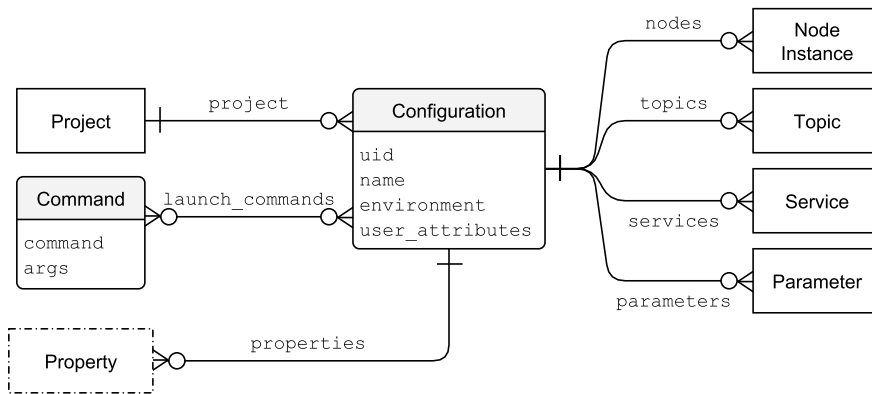 nodes
Node
Instance
project
Configuration
topics
Project
Topic
uid
name
environment
user_attributes
Command
launch_commands
command
args
services
Service
parameters
Parameter
properties
Property